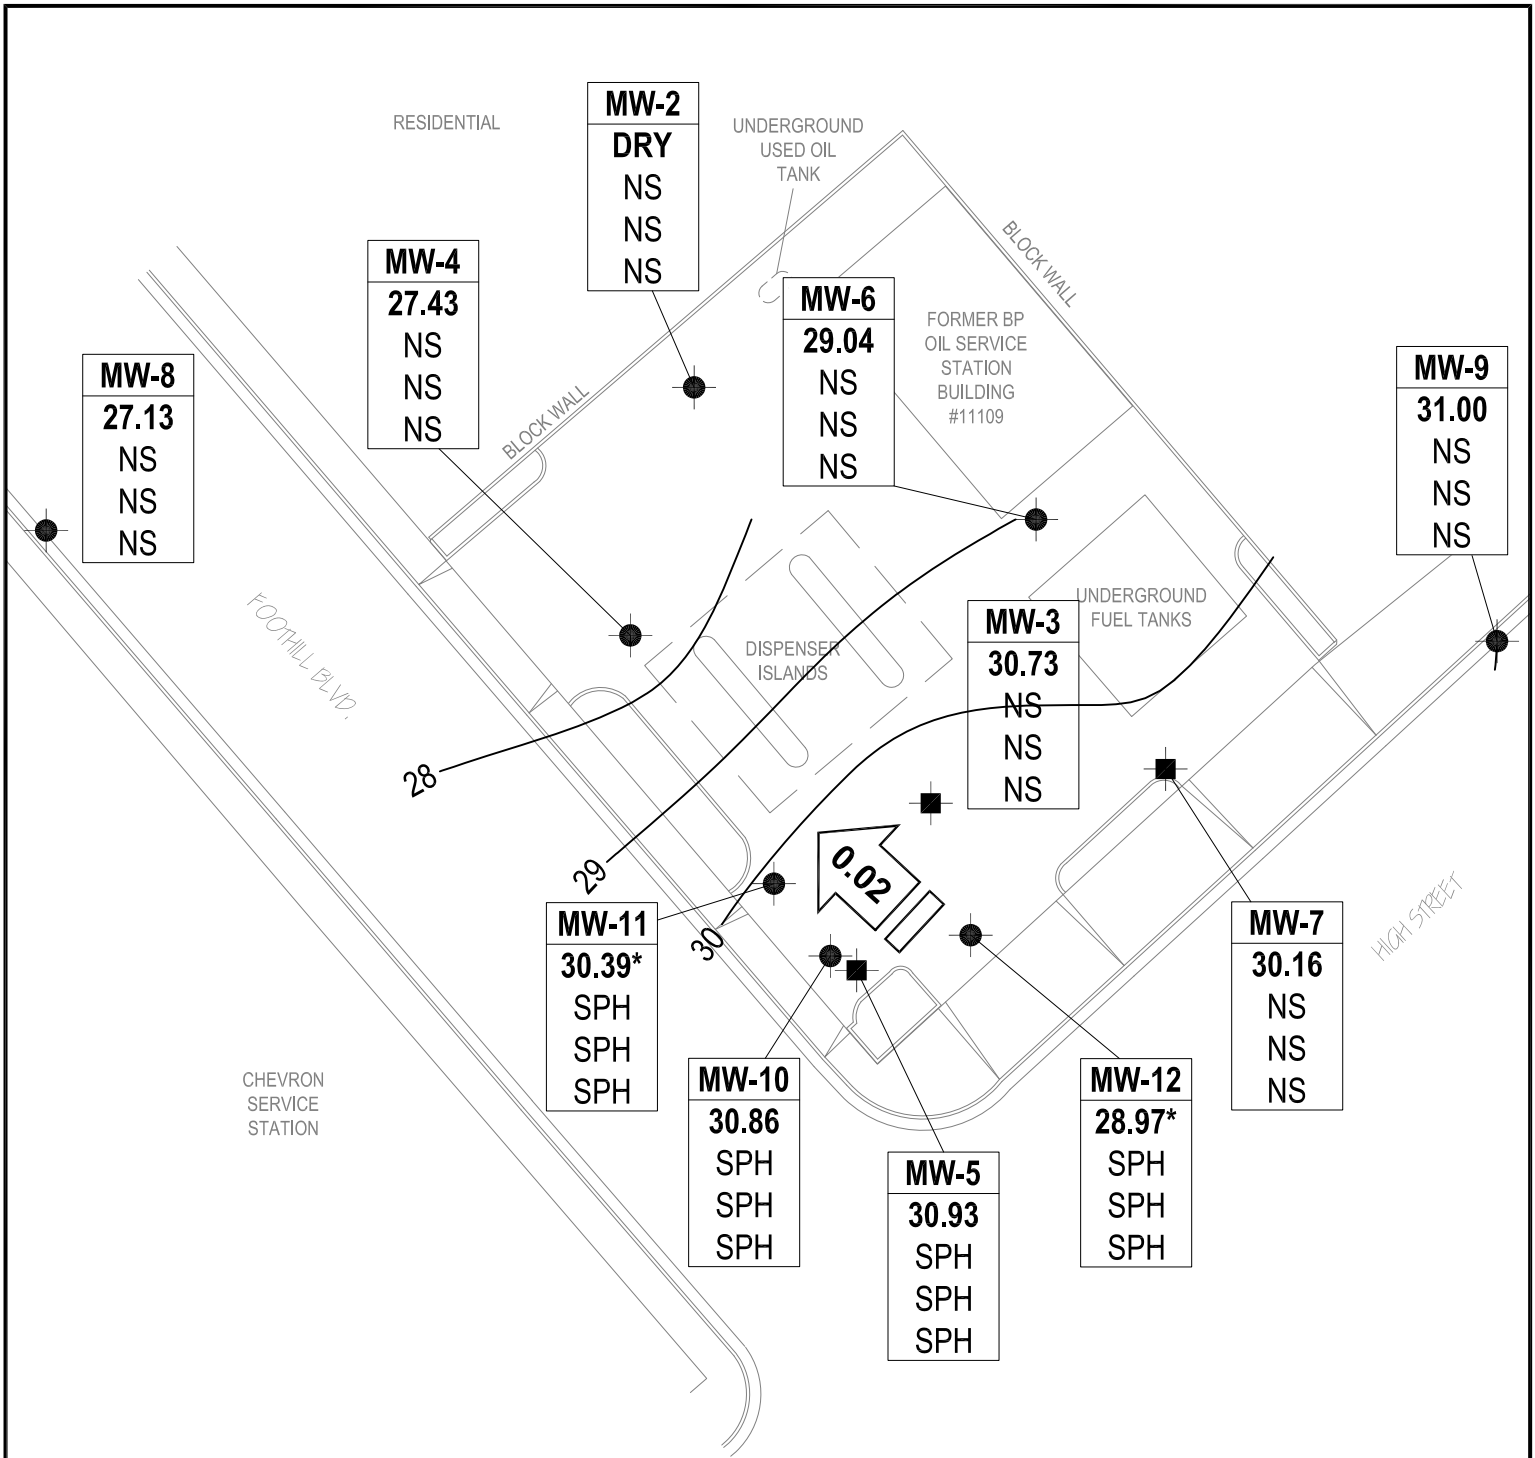 RESIDENTIAL
MW-2
DRY
NS
NS
NS
UNDERGROUND
USED OIL
TANK
BLOCK WALL
MW-4
27.43
NS
NS
NS
MW-6
29.04
NS
NS
NS
FORMER BP
OIL SERVICE
STATION
BUILDING
#11109
MW-8
27.13
NS
NS
NS
BLOCK WALL
MW-9
31.00
NS
NS
NS
FOOTHILL BLVD.
DISPENSER
ISLANDS
UNDERGROUND
FUEL TANKS
MW-3
30.73
NS
NS
NS
28
29
30
0.02
MW-11
30.39*
SPH
SPH
SPH
MW-7
30.16
NS
NS
NS
HIGH STREET
CHEVRON
SERVICE
STATION
MW-10
30.86
SPH
SPH
SPH
MW-12
28.97*
SPH
SPH
SPH
MW-5
30.93
SPH
SPH
SPH